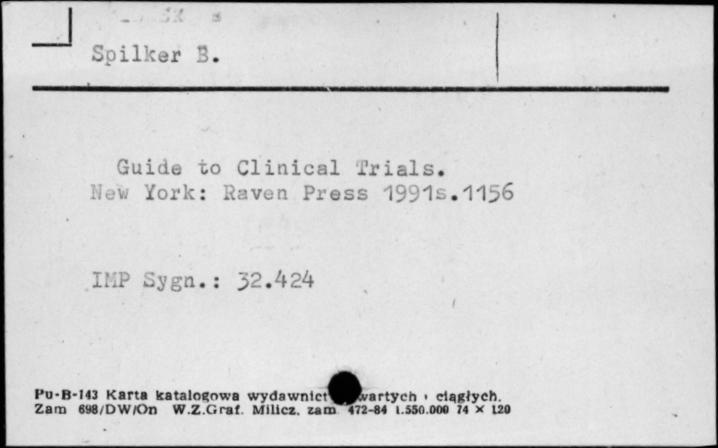 Spilker B.
Guide to Clinical Trials.
New York: Raven Press 1991s.1156
IMP Sygn.: 32.424
Pu-B-143 Karta katalogowa wydawnict wartych i ciągłych.
Zam 698/DW/On W.Z.Graf. Milicz. zam 472-84 1.550.000 74 × 120